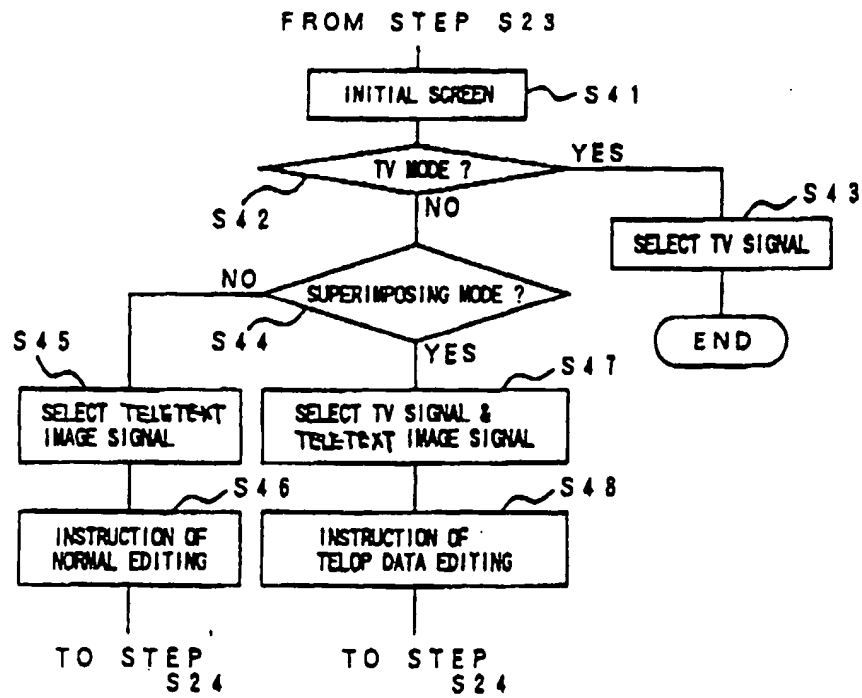 FROM STEP S23
INITIAL SCREEN
S41
TV MODE ?
YES
S42
NO
S43
SELECT TV SIGNAL
END
NO
SUPERIMPOSING MODE ?
S44
YES
S45
SELECT TELETEXT
IMAGE SIGNAL
S47
SELECT TV SIGNAL &
TELETEXT IMAGE SIGNAL
S46
INSTRUCTION OF
NORMAL EDITING
S48
INSTRUCTION OF
TELOP DATA EDITING
TO STEP
S24
TO STEP
S24